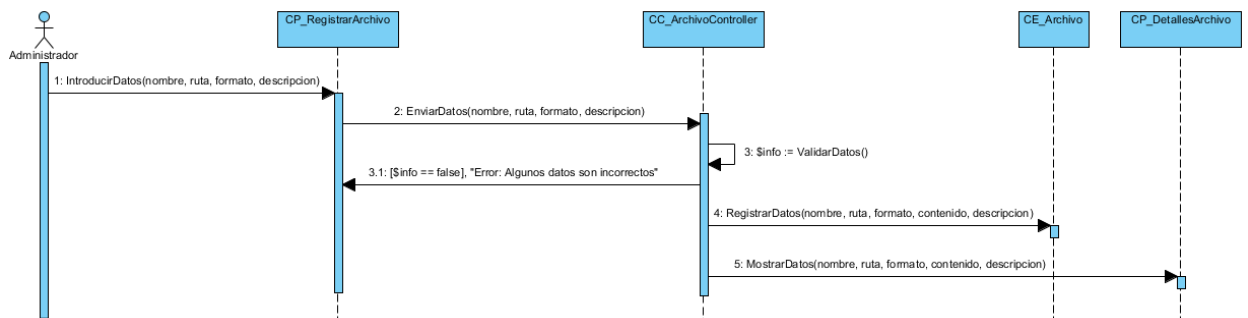 CP_RegistrarArchivo
CC_ArchivoController
CE_Archivo
CP_DetallesArchivo
Administrador
1: IntroducirDatos(nombre, ruta, formato, descripcion)
2: EnviarDatos(nombre, ruta, formato, descripcion)
3: $info := ValidarDatos()
3.1: [$info == false], "Error: Algunos datos son incorrectos"
4: RegistrarDatos(nombre, ruta, formato, contenido, descripcion)
5: MostrarDatos(nombre, ruta, formato, contenido, descripcion)